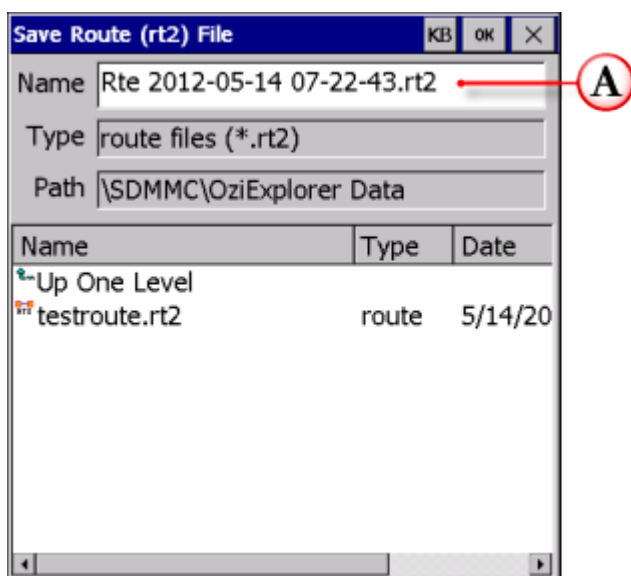 Save Route (rt2) File KB OK
Name Rte 2012-05-14 07-22-43.rt2 A
Type route files (*.rt2)
Path \SDMMC\OziExplorer Data
Name Type Date
Up One Level
testroute.rt2 route 5/14/20